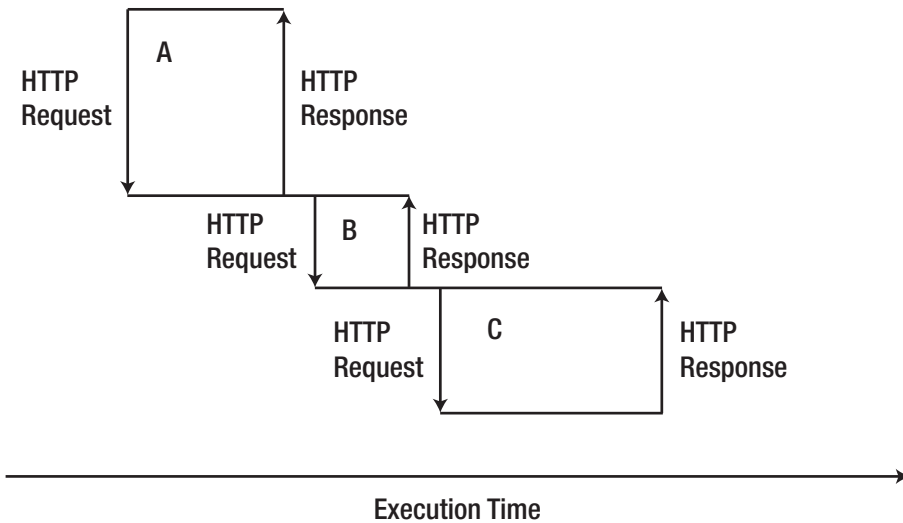 A
HTTP
Request
HTTP
Response
HTTP
Request
B
HTTP
Response
HTTP
Request
C
HTTP
Response
Execution Time